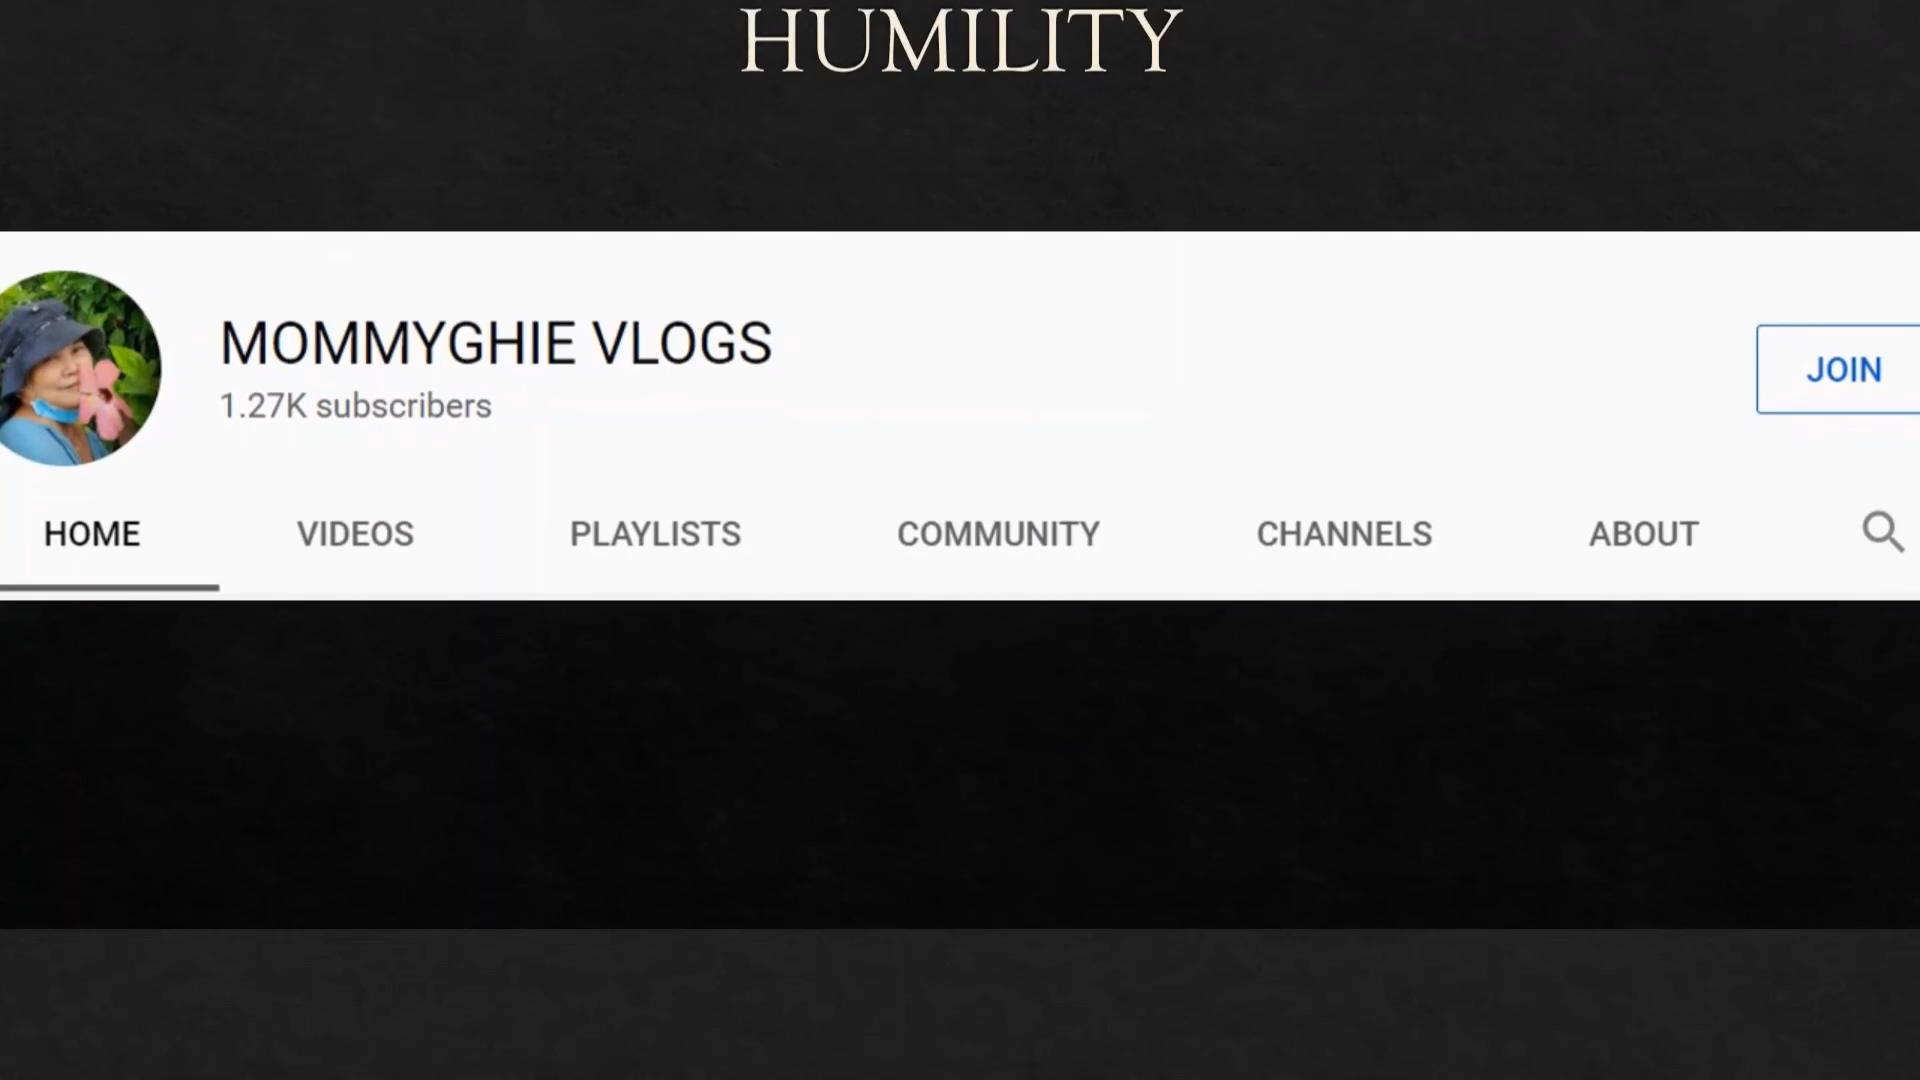 HUMILITY
MOMMYGHIE VLOGS
1.27K subscribers
JOIN
HOME VIDEOS PLAYLISTS COMMUNITY CHANNELS ABOUT